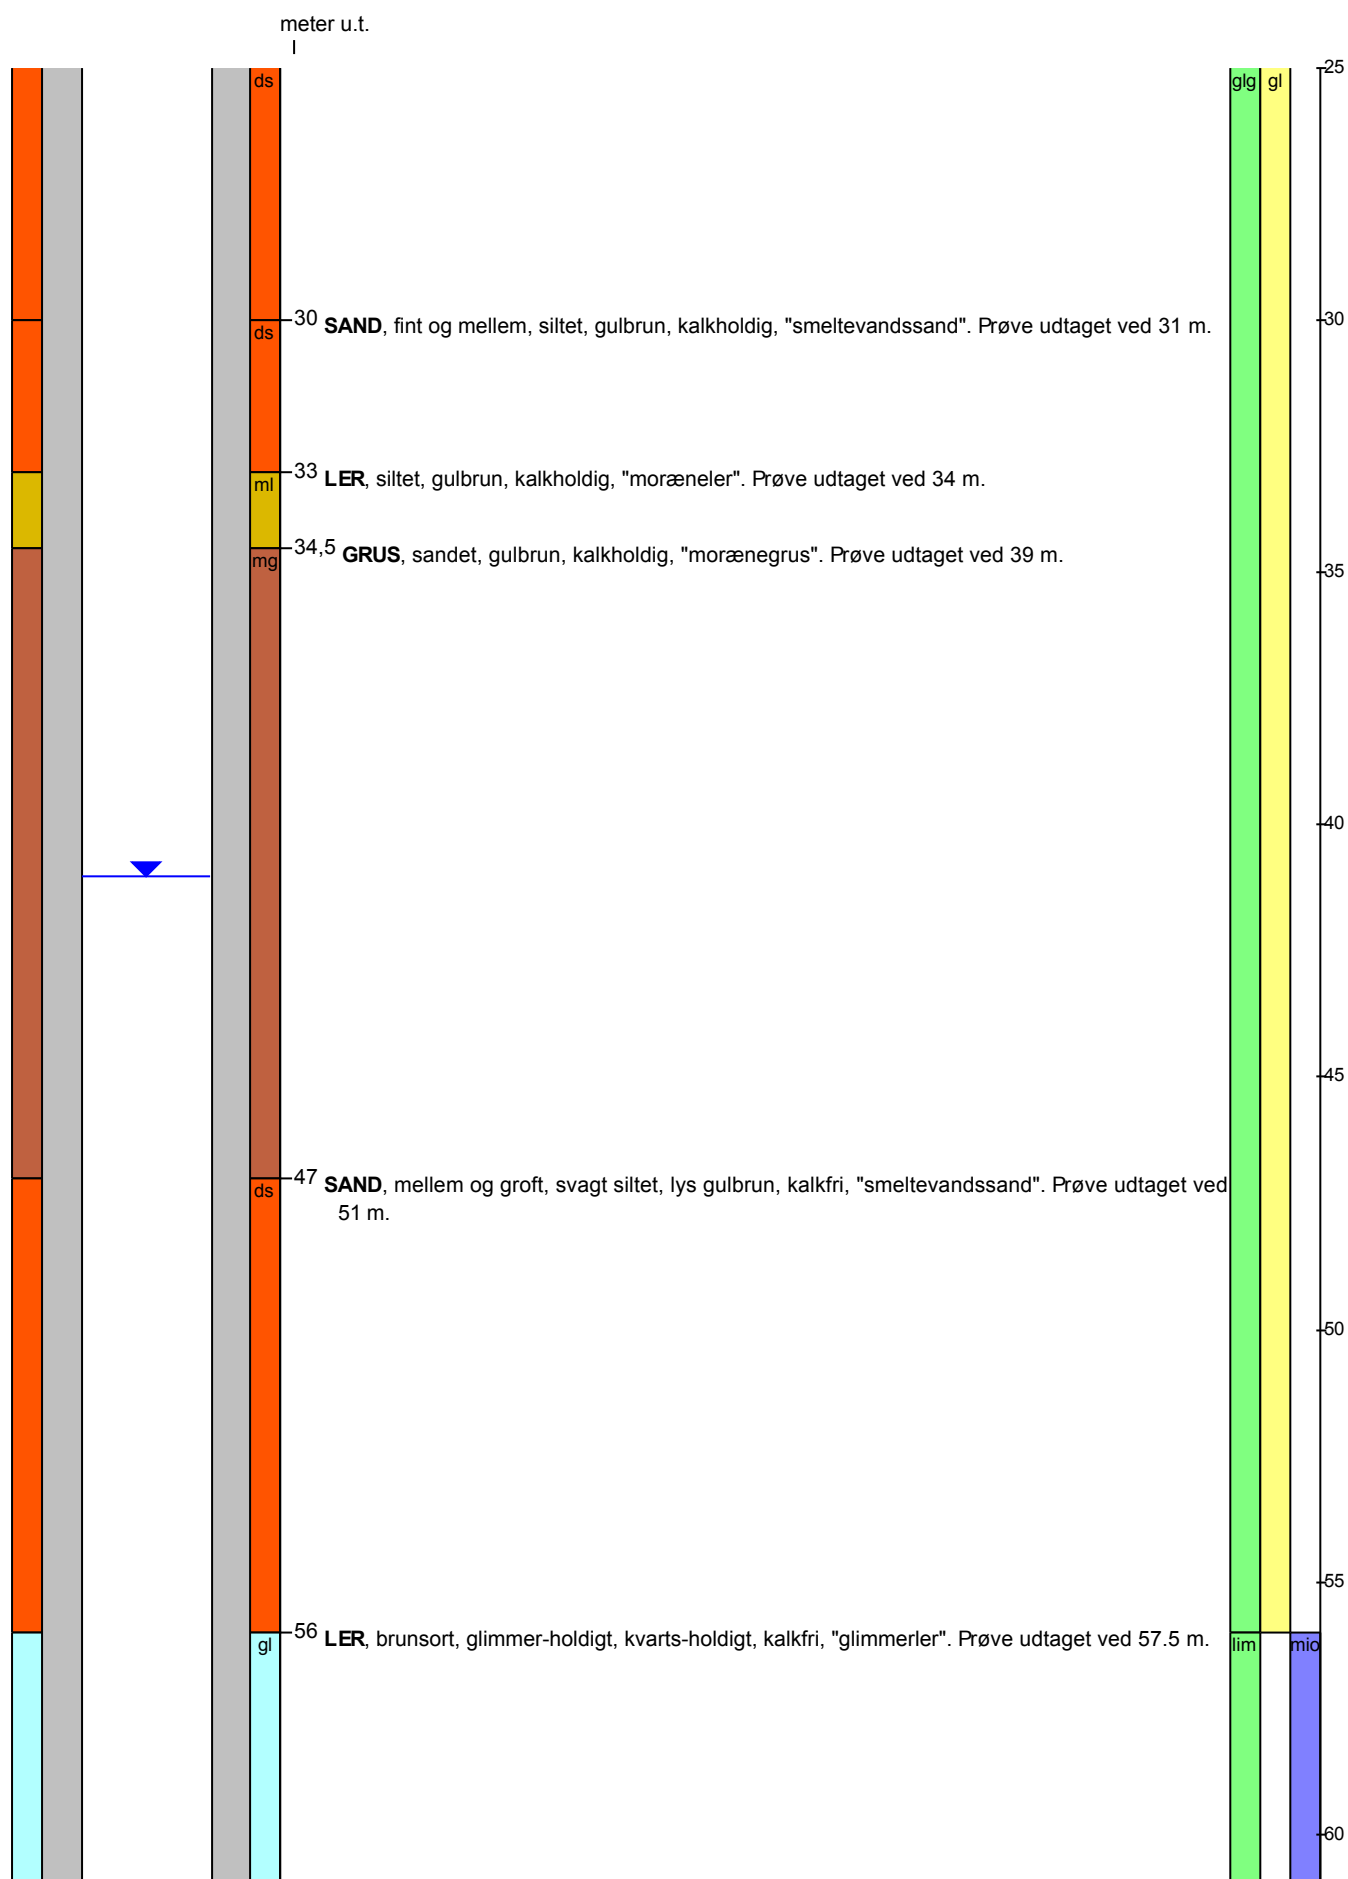 meter u.t.
ds glg gl 25
30 SAND, fint og mellem, siltet, gulbrun, kalkholdig, "smeltevandssand". Prøve udtaget ved 31 m. 30
ds
33 LER, siltet, gulbrun, kalkholdig, "moræneler". Prøve udtaget ved 34 m.
ml
34,5 GRUS, sandet, gulbrun, kalkholdig, "morænegrus". Prøve udtaget ved 39 m.
mg
35
40
45
47 SAND, mellem og groft, svagt siltet, lys gulbrun, kalkfri, "smeltevandssand". Prøve udtaget ved
ds
51 m.
50
55
56 LER, brunsort, glimmer-holdigt, kvarts-holdigt, kalkfri, "glimmerler". Prøve udtaget ved 57.5 m.
gl lim mio
60